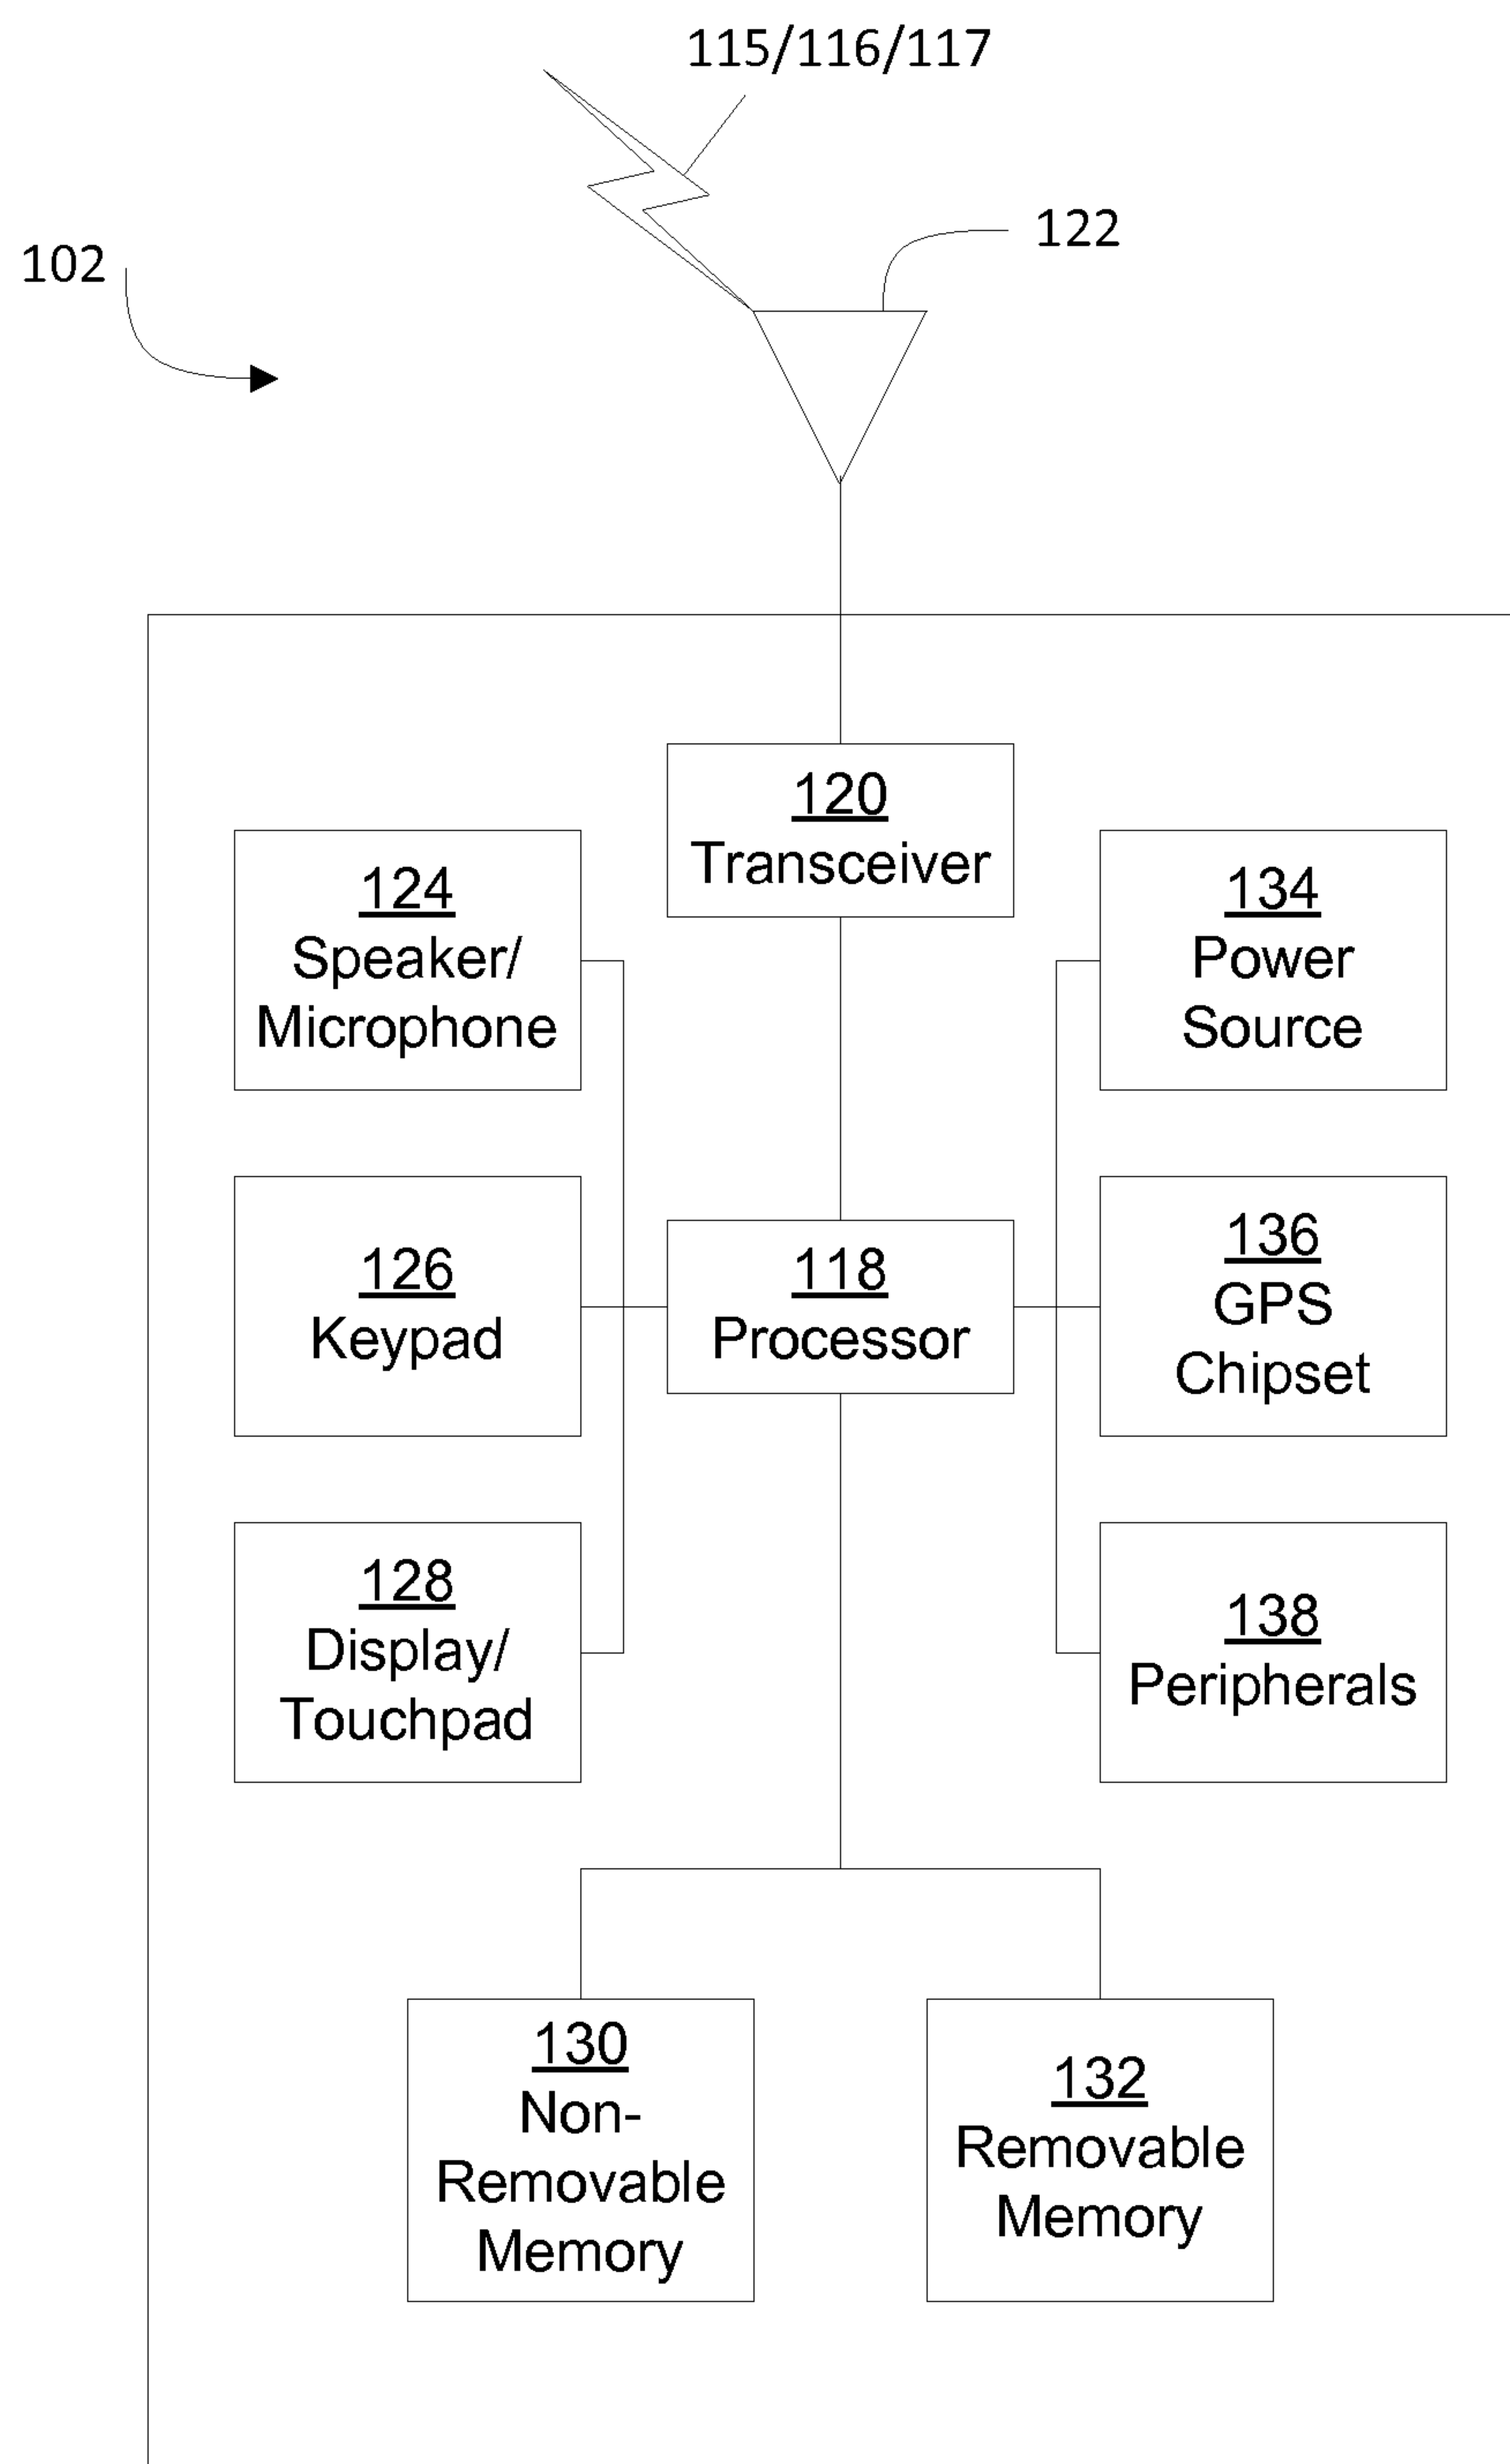 115/116/117
122
102
120
Transceiver
124
Speaker/
Microphone
134
Power
Source
126
Keypad
118
Processor
136
GPS
Chipset
128
Display/
Touchpad
138
Peripherals
130
Non-
Removable
Memory
132
Removable
Memory